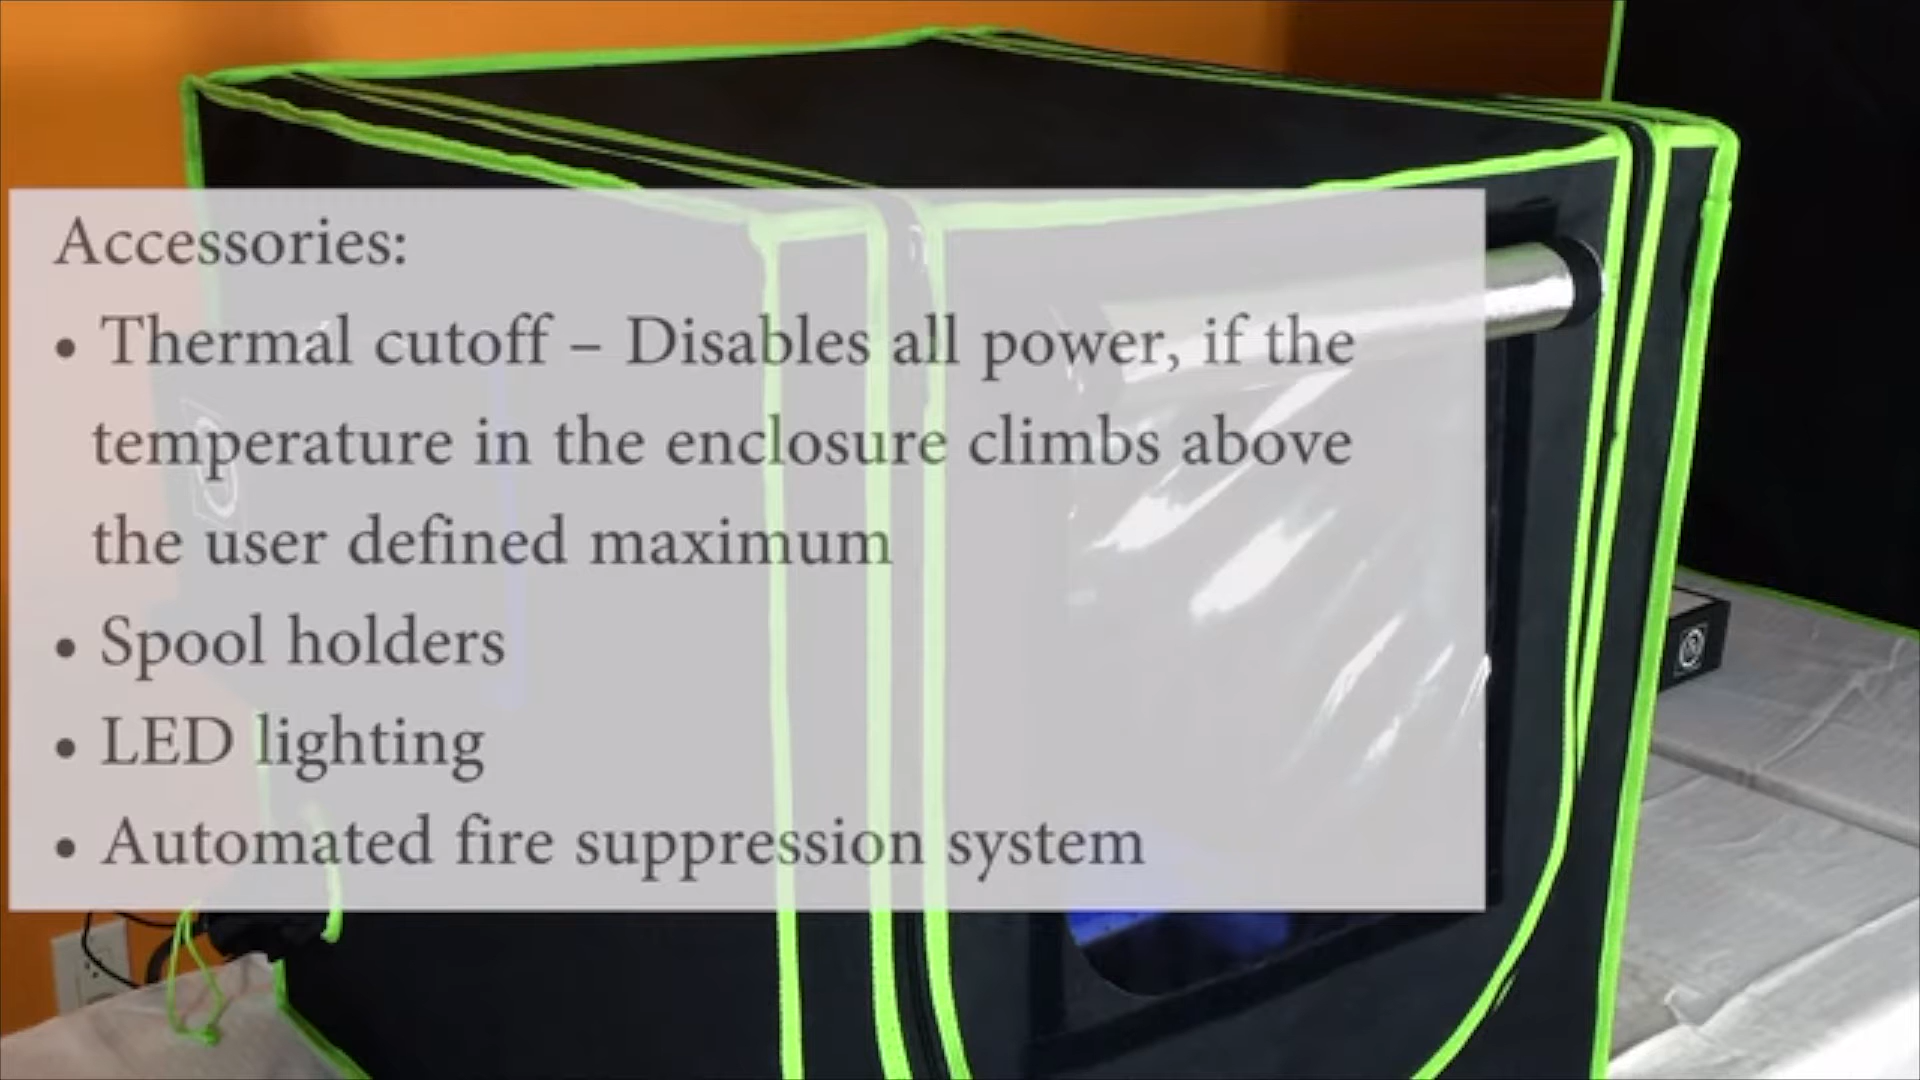 Accessories:
• Thermal cutoff – Disables all power, if the
temperature in the enclosure climbs above
the user defined maximum
• Spool holders
• LED lighting
• Automated fire suppression system